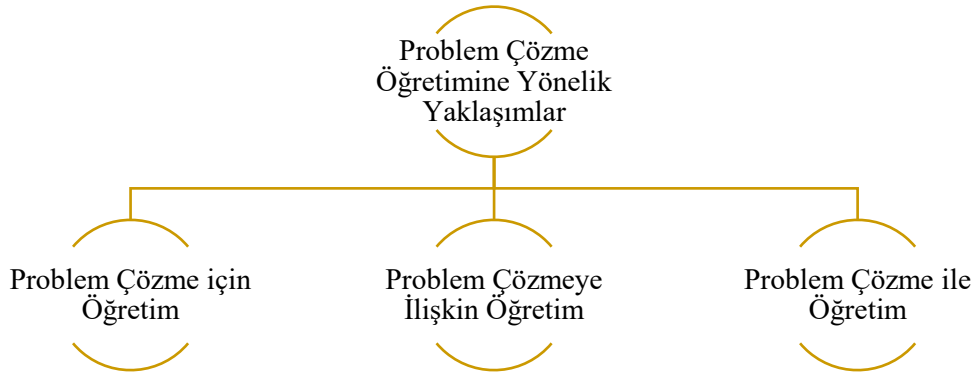 Problem Çözme
Öğretimine Yönelik
Yaklaşımlar
Problem Çözme için
Öğretim
Problem Çözmeye
İlişkin Öğretim
Problem Çözme ile
Öğretim